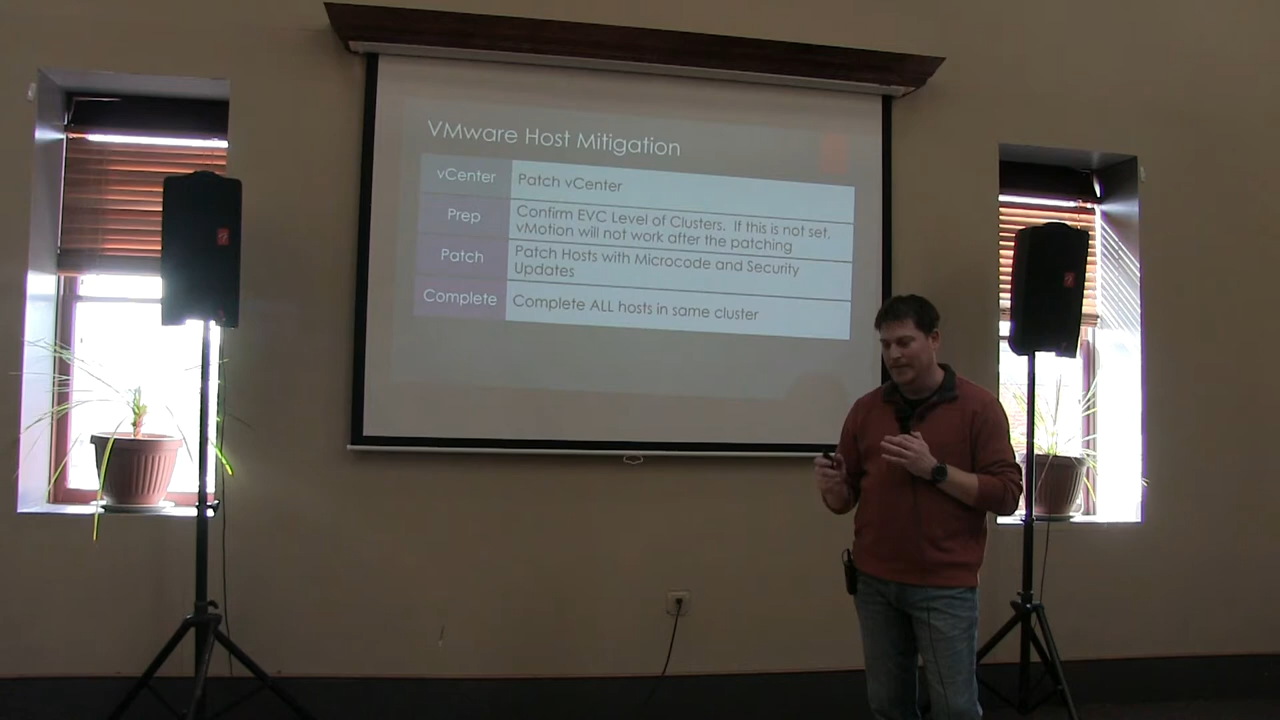 VMware Host Mitigation
vCenter
Patch vCenter
Prep
Confirm EVC Level of Clusters. If this is not set,
vMotion will not work after the patching
Patch
Patch Hosts with Microcode and Security
Updates
Complete
Complete ALL hosts in same cluster